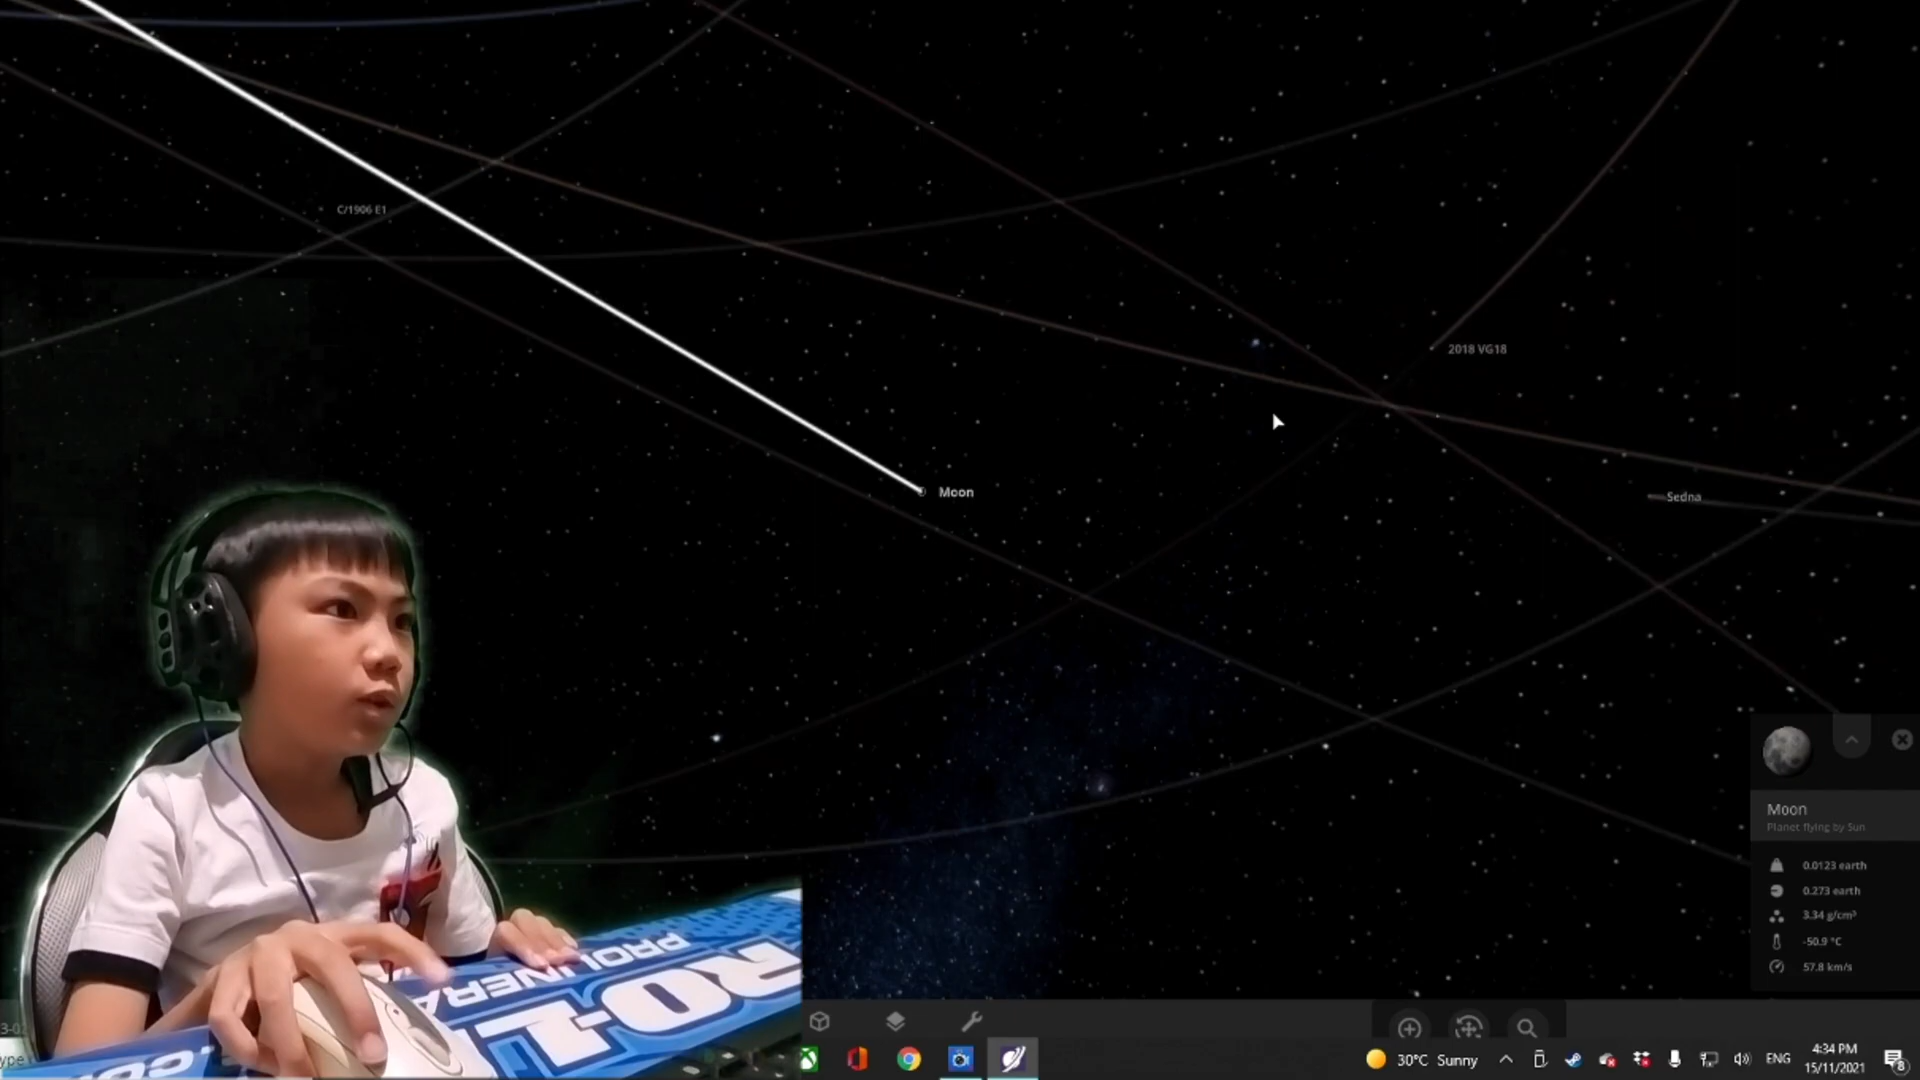 C/1906 E1
2018 VG18
Moon
Sedna
Moon
Planet flying by Sun
0.0123 earth
0.273 earth
3.34 g/cm³
-50.9 °C
57.8 km/s
30°C Sunny
ENG
4:34 PM
15/11/2021
8